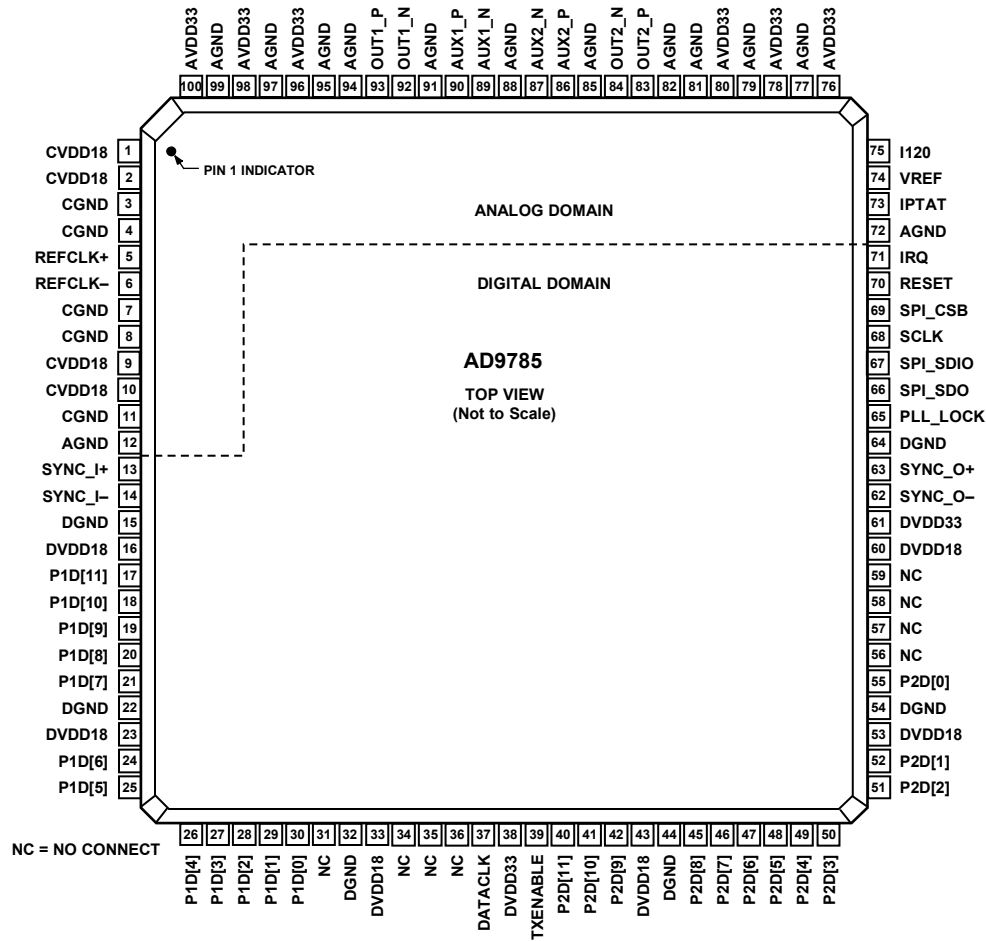 AVDD33
AGND
AVDD33
AGND
AVDD33
AGND
AGND
OUT1_P
OUT1_N
AGND
AUX1_P
AUX1_N
AGND
AUX2_N
AUX2_P
AGND
OUT2_N
OUT2_P
AGND
AGND
AVDD33
AGND
AVDD33
AGND
AVDD33
100 99 98 97 96 95 94 93 92 91 90 89 88 87 86 85 84 83 82 81 80 79 78 77 76
CVDD18 1
CVDD18 2
CGND 3
CGND 4
REFCLK+ 5
REFCLK– 6
CGND 7
CGND 8
CVDD18 9
CVDD18 10
CGND 11
AGND 12
SYNC_I+ 13
SYNC_I– 14
DGND 15
DVDD18 16
P1D[11] 17
P1D[10] 18
P1D[9] 19
P1D[8] 20
P1D[7] 21
DGND 22
DVDD18 23
P1D[6] 24
P1D[5] 25
PIN 1 INDICATOR
ANALOG DOMAIN
DIGITAL DOMAIN
AD9785
TOP VIEW
(Not to Scale)
75 I120
74 VREF
73 IPTAT
72 AGND
71 IRQ
70 RESET
69 SPI_CSB
68 SCLK
67 SPI_SDIO
66 SPI_SDO
65 PLL_LOCK
64 DGND
63 SYNC_O+
62 SYNC_O–
61 DVDD33
60 DVDD18
59 NC
58 NC
57 NC
56 NC
55 P2D[0]
54 DGND
53 DVDD18
52 P2D[1]
51 P2D[2]
26 27 28 29 30 31 32 33 34 35 36 37 38 39 40 41 42 43 44 45 46 47 48 49 50
P1D[4]
P1D[3]
P1D[2]
P1D[1]
P1D[0]
NC
DGND
DVDD18
NC
NC
NC
DATACLK
DVDD33
TXENABLE
P2D[11]
P2D[10]
P2D[9]
DVDD18
DGND
P2D[8]
P2D[7]
P2D[6]
P2D[5]
P2D[4]
P2D[3]
NC = NO CONNECT